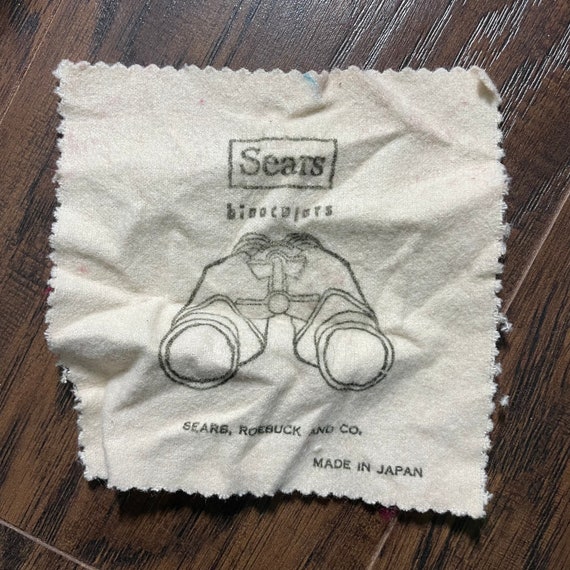 Sears
binoculars
SEARS, ROEBUCK AND CO.
MADE IN JAPAN